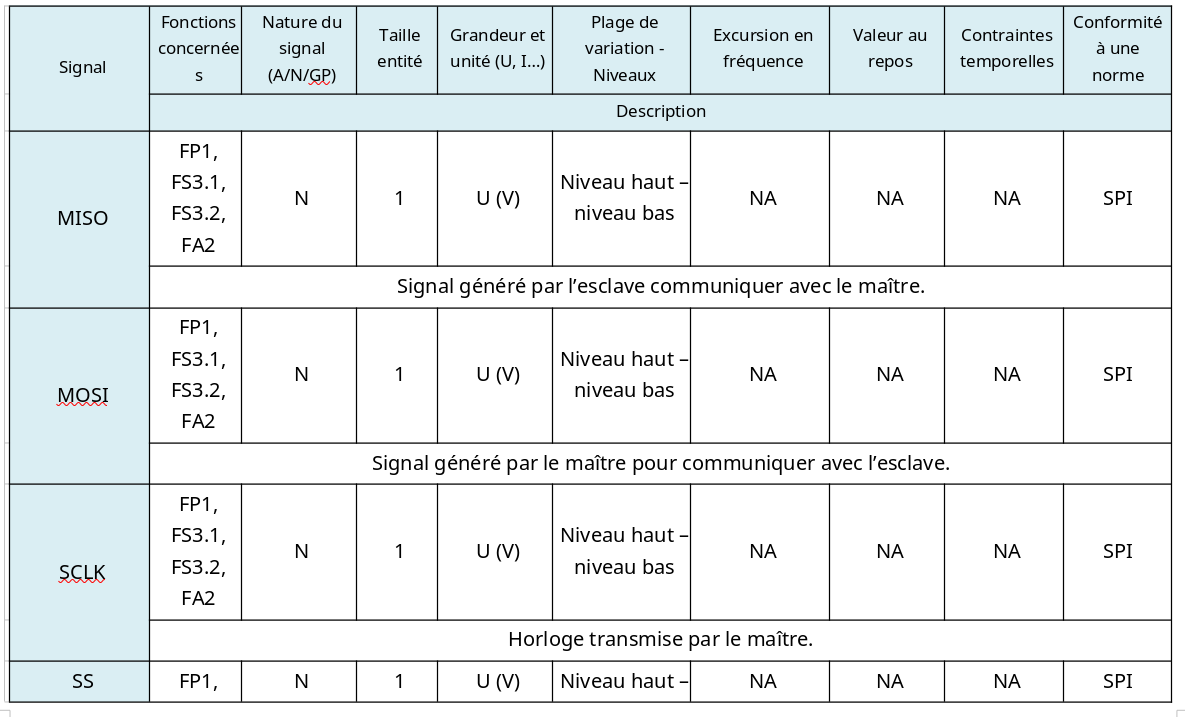 Signal
Fonctions
concernée
s
Nature du
signal
(A/N/GP)
Taille
entité
Grandeur et
unité (U, I…)
Plage de
variation -
Niveaux
Excursion en
fréquence
Valeur au
repos
Contraintes
temporelles
Conformité
à une
norme
Description
MISO
FP1,
FS3.1,
FS3.2,
FA2
N
1
U (V)
Niveau haut –
niveau bas
NA
NA
NA
SPI
Signal généré par l’esclave communiquer avec le maître.
MOSI
FP1,
FS3.1,
FS3.2,
FA2
N
1
U (V)
Niveau haut –
niveau bas
NA
NA
NA
SPI
Signal généré par le maître pour communiquer avec l’esclave.
SCLK
FP1,
FS3.1,
FS3.2,
FA2
N
1
U (V)
Niveau haut –
niveau bas
NA
NA
NA
SPI
Horloge transmise par le maître.
SS
FP1,
N
1
U (V)
Niveau haut –
NA
NA
NA
SPI